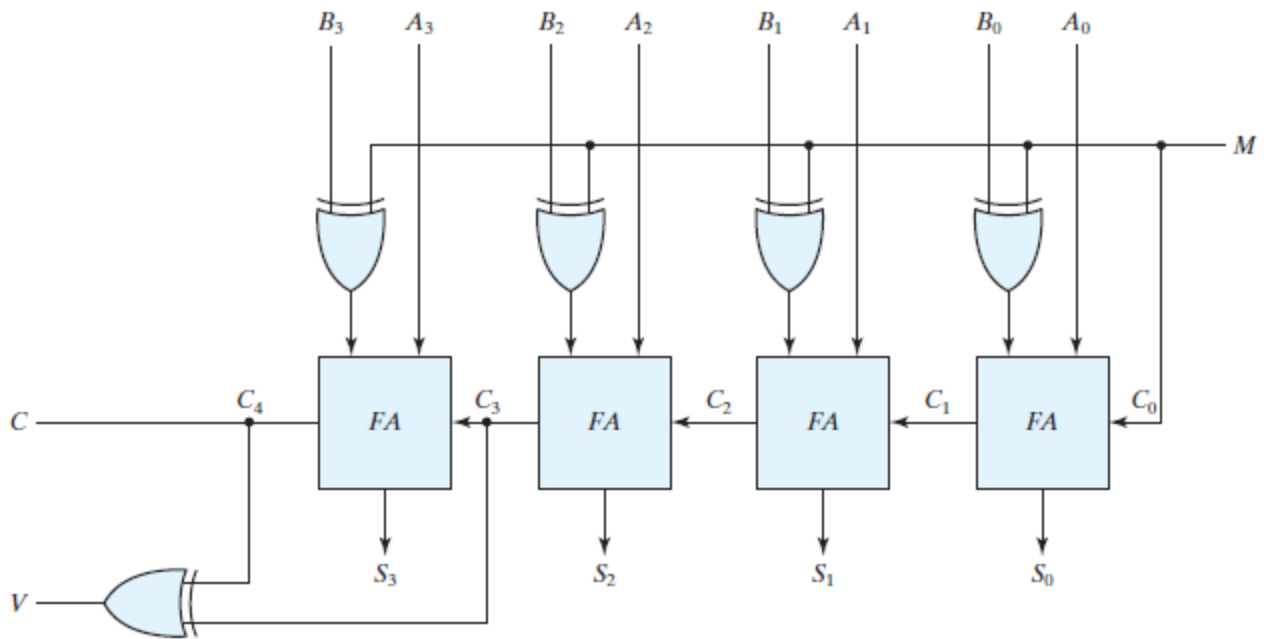 B₃ A₃ B₂ A₂ B₁ A₁ B₀ A₀
M
C C₄ FA C₃ FA C₂ FA C₁ FA C₀
S₃ S₂ S₁ S₀
V